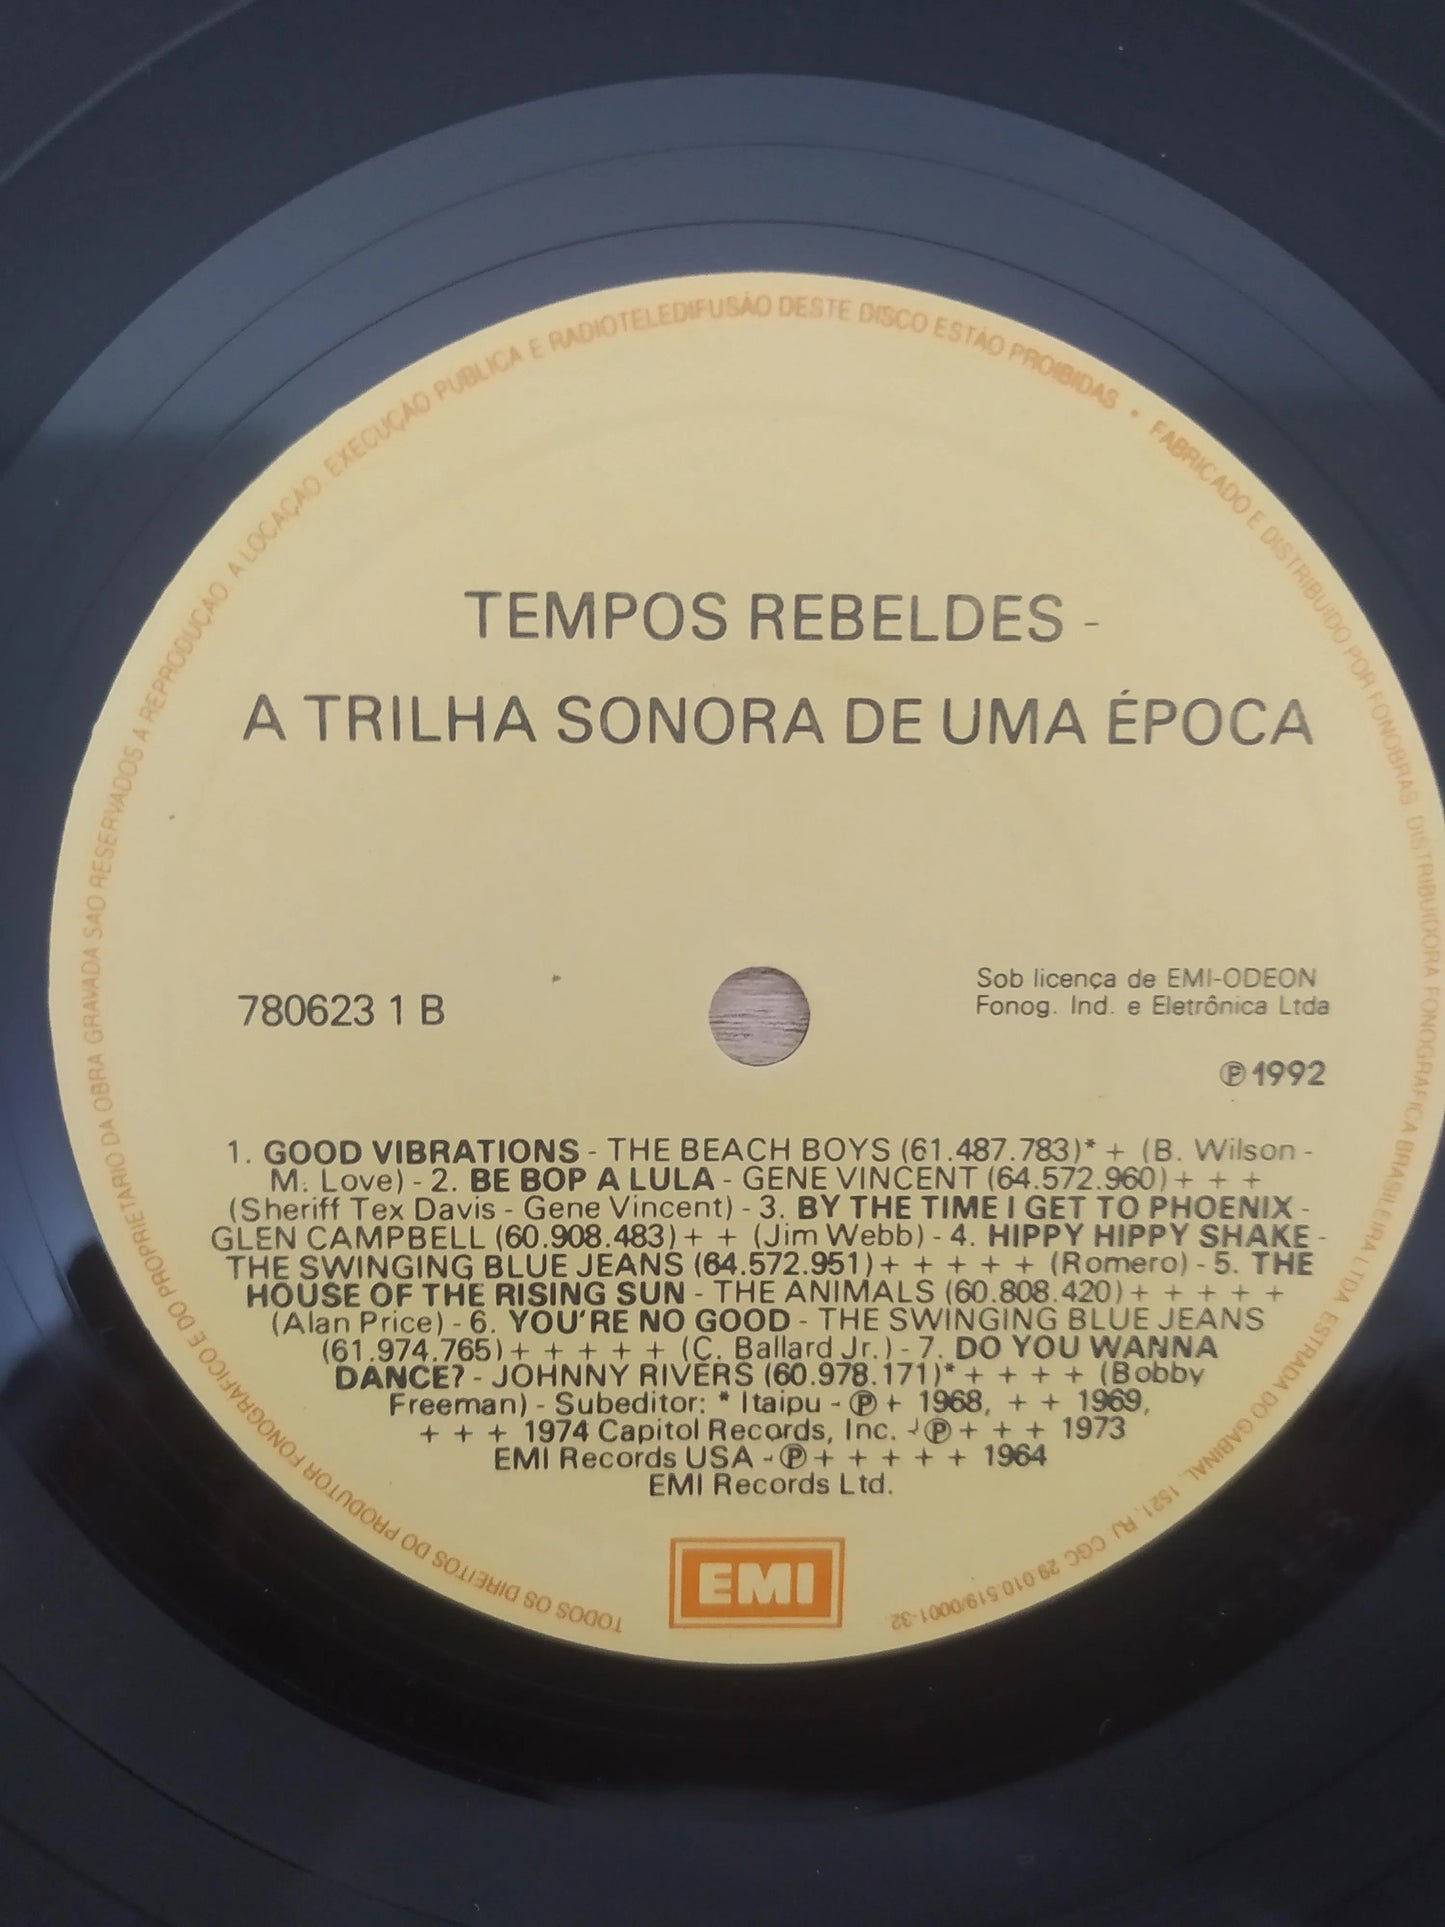 TEMPOS REBELDES -
A TRILHA SONORA DE UMA ÉPOCA
780623 1 B
Sob licença de EMI-ODEON
Fonog. Ind. e Eletrônica Ltda
℗ 1992
1. GOOD VIBRATIONS - THE BEACH BOYS (61.487.783)* + (B. Wilson -
M. Love) - 2. BE BOP A LULA - GENE VINCENT (64.572.960) + + +
(Sheriff Tex Davis - Gene Vincent) - 3. BY THE TIME I GET TO PHOENIX -
GLEN CAMPBELL (60.908.483) + + (Jim Webb) - 4. HIPPY HIPPY SHAKE -
THE SWINGING BLUE JEANS (64.572.951) + + + + + (Romero) - 5. THE
HOUSE OF THE RISING SUN - THE ANIMALS (60.808.420) + + + + +
(Alan Price) - 6. YOU'RE NO GOOD - THE SWINGING BLUE JEANS
(61.974.765) + + + + + (C. Ballard Jr.) - 7. DO YOU WANNA
DANCE? - JOHNNY RIVERS (60.978.171)* + + + + (Bobby
Freeman) - Subeditor: * Itaipu - ℗ + 1968, + + 1969,
+ + + 1974 Capitol Records, Inc. - ℗ + + + + 1973
EMI Records USA - ℗ + + + + + 1964
EMI Records Ltd.
EMI
TODOS OS DIREITOS DO PRODUTOR FONOGRAFICO E DO PROPRIETARIO DA OBRA GRAVADA SAO RESERVADOS A REPRODUÇÃO A LOCAÇÃO EXECUÇÃO PUBLICA E RADIOTELEDIFUSÃO DESTE DISCO ESTÃO PROIBIDAS • FABRICADO E DISTRIBUIDO POR FONOBRAS DISTRIBUIDORA FONOGRAFICA BRASILEIRA LTDA ESTRADA DO GABINAL 1521, RJ CGC 29.010.519/0001-32